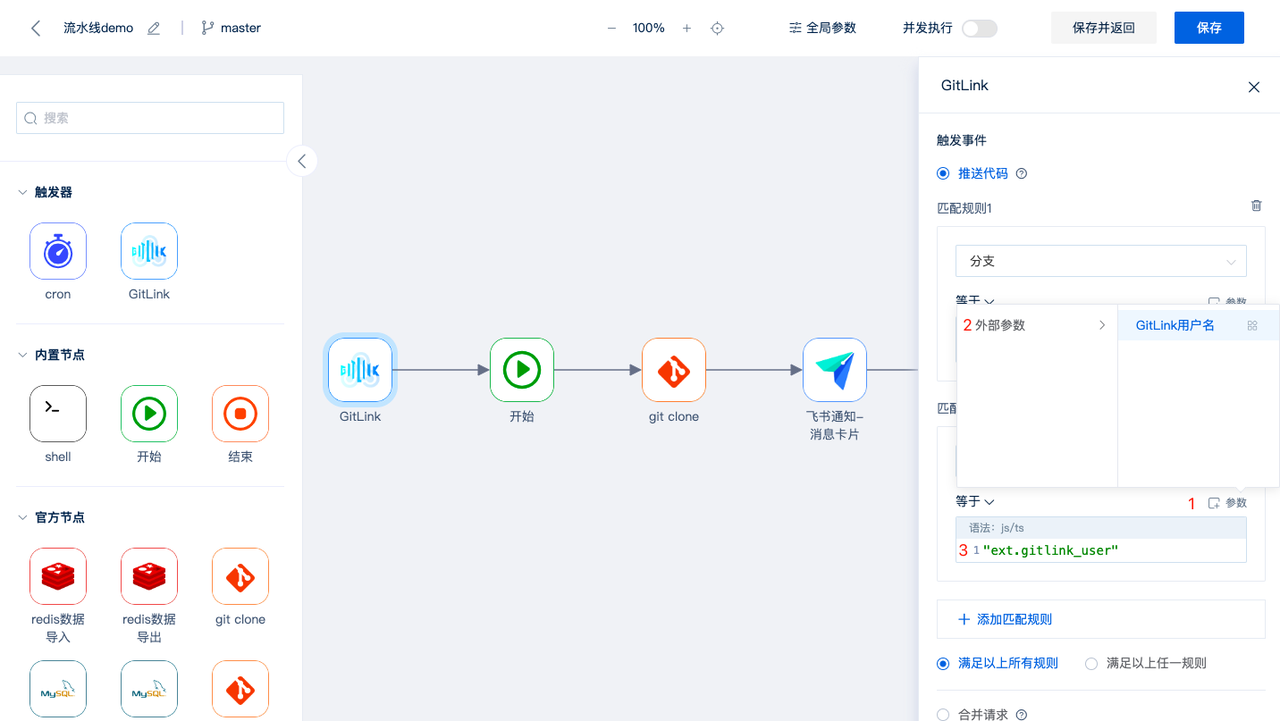 流水线demo
master
100%
全局参数
并发执行
保存并返回
保存
搜索
触发器
cron
GitLink
内置节点
shell
开始
结束
官方节点
redis数据
导入
redis数据
导出
git clone
MySQL
MySQL
GitLink
开始
git clone
飞书通知-
消息卡片
GitLink
触发事件
推送代码
匹配规则1
分支
等于
参数
2 外部参数
GitLink用户名
等于
1 参数
语法：js/ts
3 1 "ext.gitlink_user"
添加匹配规则
满足以上所有规则
满足以上任一规则
合并请求